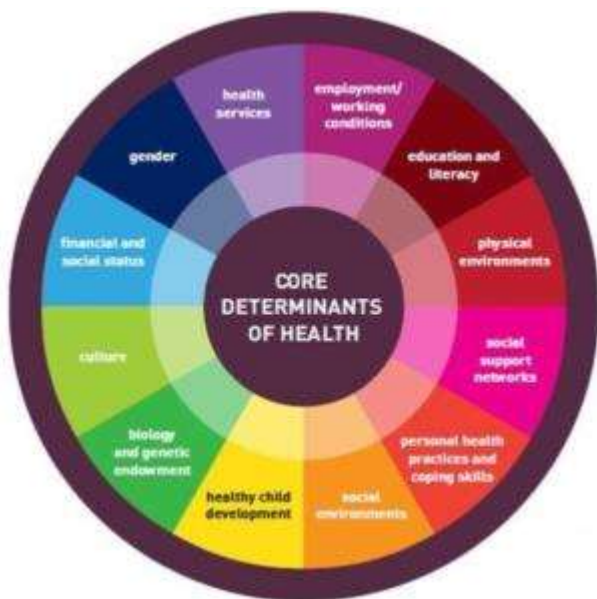 CORE
DETERMINANTS
OF HEALTH
employment/
working
conditions
education and
literacy
physical
environments
social
support
networks
personal health
practices and
coping skills
social
environments
healthy child
development
biology
and genetic
endowment
culture
financial and
social status
gender
health
services